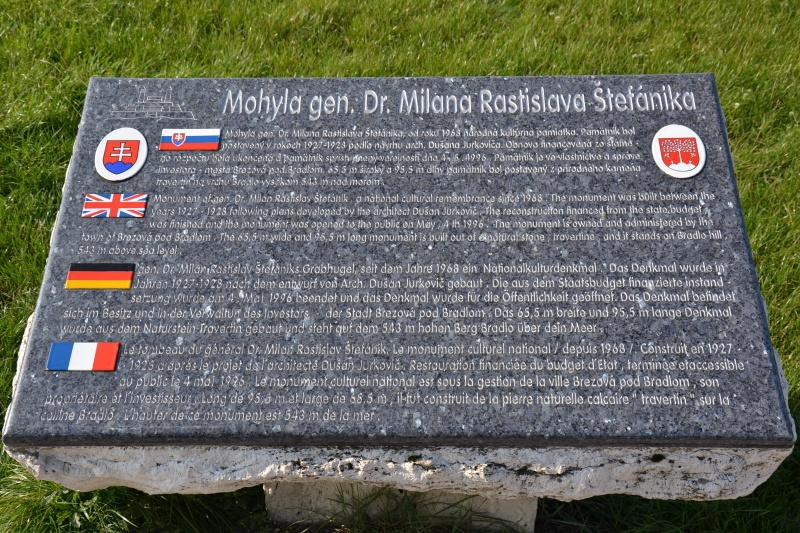 Mohyla gen. Dr. Milana Rastislava Štefánika
Mohyla gen. Dr. Milana Rastislava Štefánika, od roku 1968 národná kultúrna pamiatka. Pamätník bol
postavený v rokoch 1927-1928 podľa návrhu arch. Dušana Jurkoviča. Obnova financovaná zo štátne-
ho rozpočtu bola ukončená a pamätník sprístupnený verejnosti dňa 4. 5. 1996. Pamätník je vo vlastníctve a správe
investora - mesta Brezová pod Bradlom. 65,5 m široký a 95,5 m dlhý pamätník bol postavený z prírodného kameňa
travertín na vrchu Bradlo vysokom 543 nad morom.
Monument of gen. Dr. Milan Rastislav Štefánik, a national cultural remembrance since 1968. The monument was built between the
years 1927 - 1928 following plans developed by the architect Dušan Jurkovič. The reconstruction financed from the state budget
was finished and the monument was opened to the public on May, 4 th 1996. The monument is owned and administered by the
town of Brezová pod Bradlom. The 65,5 m wide and 95,5 m long monument is built out of a natural stone, travertine, and it stands on Bradlo hill,
543 m above sea level.
gen. Dr. Milan Rastislav Štefániks Grabhugel, seit dem Jahre 1968 ein Nationalkulturdenkmal. Das Denkmal wurde in
Jahren 1927-1928 nach dem entwurf von Arch. Dušan Jurkovič gebaut. Die aus dem Staatsbudget finanzierte instand -
setzung wurde am 4. Mai 1996 beendet und das Denkmal wurde für die Öffentlichkeit geöffnet. Das Denkmal befindet
sich im Besitz und in der Verwaltung des Investors - der Stadt Brezová pod Bradlom. Das 65,5 m breite und 95,5 m lange Denkmal
wurde aus dem Naturstein Travertin gebaut und steht auf dem 543 m hohen Berg Bradlo über dem Meer.
Le tombeau du général Dr. Milan Rastislav Štefánik. Le monument culturel national / depuis 1968 /. Construit en 1927 -
1928 d'après le projet de l'architecté Dušan Jurkovič. Restauration financiée du budget d'Etat, terminée et accessible
au public le 4 mai 1996. Le monument culturel national est sous la gestion de la ville Brezová pod Bradlom, son
propriétaire et l'investisseur. Long de 95,5 m et large de 65,5 m, il fut construit de la pierre naturelle calcaire " travertin " sur la
colline Bradlo. L'hauter de ce monument est 543 m de la mer.